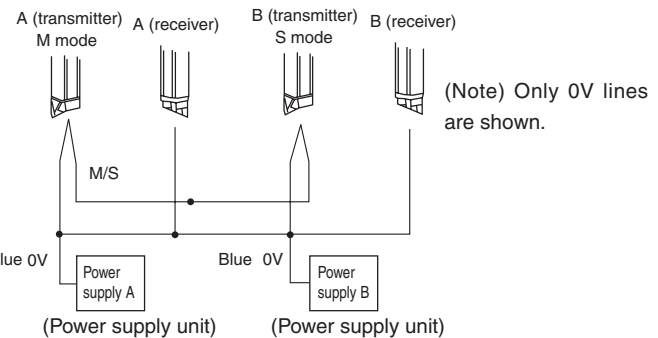 A (transmitter)
M mode
A (receiver)
B (transmitter)
S mode
B (receiver)
(Note) Only 0V lines
are shown.
M/S
lue 0V
Power
supply A
(Power supply unit)
Blue 0V
Power
supply B
(Power supply unit)